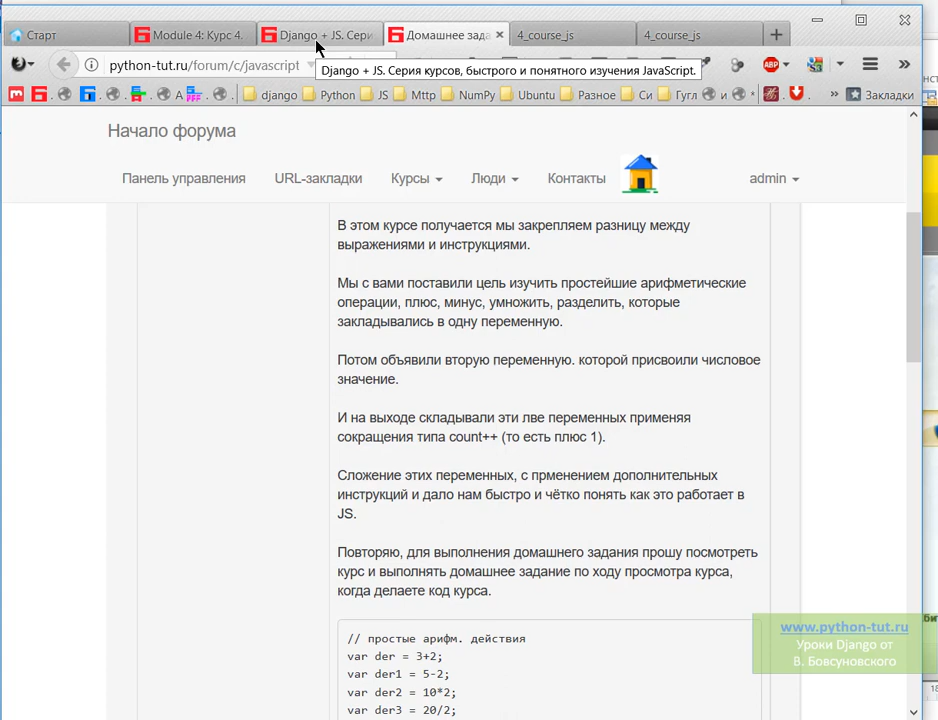 Старт
Module 4: Курс 4.
Django + JS. Сери
Домашнее зада
4_course_js
4_course_js
python-tut.ru/forum/c/javascript
Django + JS. Серия курсов, быстрого и понятного изучения JavaScript.
ABP
django
Python
JS
Mttp
NumPy
Ubuntu
Разное
Си
Гугл
и
Закладки
Начало форума
Панель управления
URL-закладки
Курсы
Люди
Контакты
admin
В этом курсе получается мы закрепляем разницу между
выражениями и инструкциями.
Мы с вами поставили цель изучить простейшие арифметические
операции, плюс, минус, умножить, разделить, которые
закладывались в одну переменную.
Потом объявили вторую переменную. которой присвоили числовое
значение.
И на выходе складывали эти лве переменных применяя
сокращения типа count++ (то есть плюс 1).
Сложение этих переменных, с прменением дополнительных
инструкций и дало нам быстро и чётко понять как это работает в
JS.
Повторяю, для выполнения домашнего задания прошу посмотреть
курс и выполнять домашнее задание по ходу просмотра курса,
когда делаете код курса.
// простые арифм. действия
var der = 3+2;
var der1 = 5-2;
var der2 = 10*2;
var der3 = 20/2;
www.python-tut.ru
Уроки Django от
В. Бовсуновского